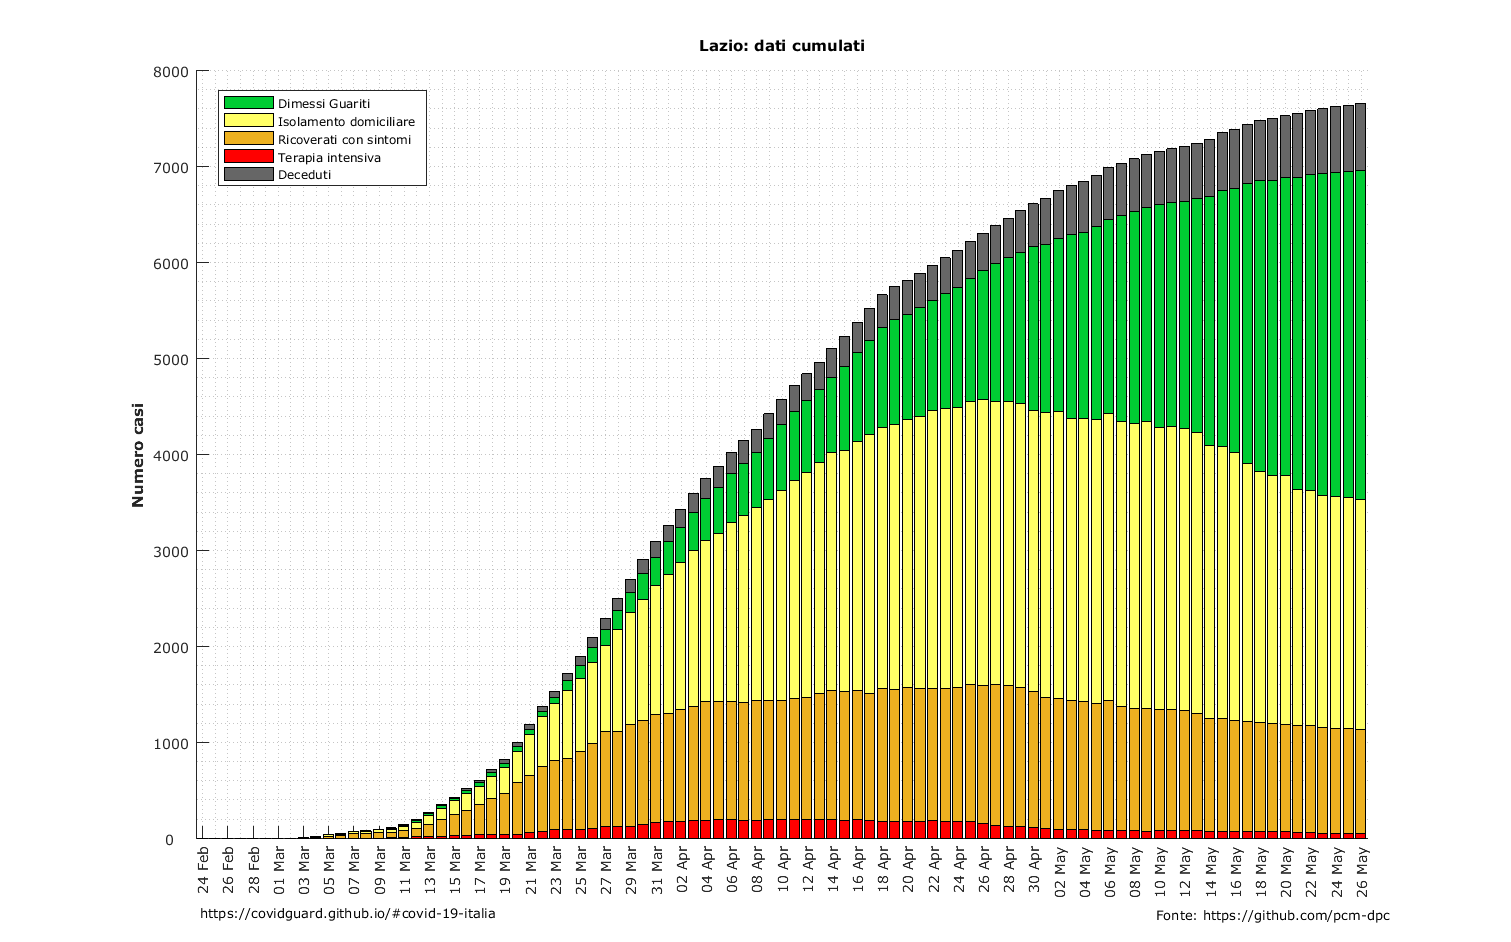 Lazio: dati cumulati
8000
7000
6000
5000
4000
3000
2000
1000
0
Numero casi
Dimessi Guariti
Isolamento domiciliare
Ricoverati con sintomi
Terapia intensiva
Deceduti
24 Feb
26 Feb
28 Feb
01 Mar
03 Mar
05 Mar
07 Mar
09 Mar
11 Mar
13 Mar
15 Mar
17 Mar
19 Mar
21 Mar
23 Mar
25 Mar
27 Mar
29 Mar
31 Mar
02 Apr
04 Apr
06 Apr
08 Apr
10 Apr
12 Apr
14 Apr
16 Apr
18 Apr
20 Apr
22 Apr
24 Apr
26 Apr
28 Apr
30 Apr
02 May
04 May
06 May
08 May
10 May
12 May
14 May
16 May
18 May
20 May
22 May
24 May
26 May
https://covidguard.github.io/#covid-19-italia
Fonte: https://github.com/pcm-dpc